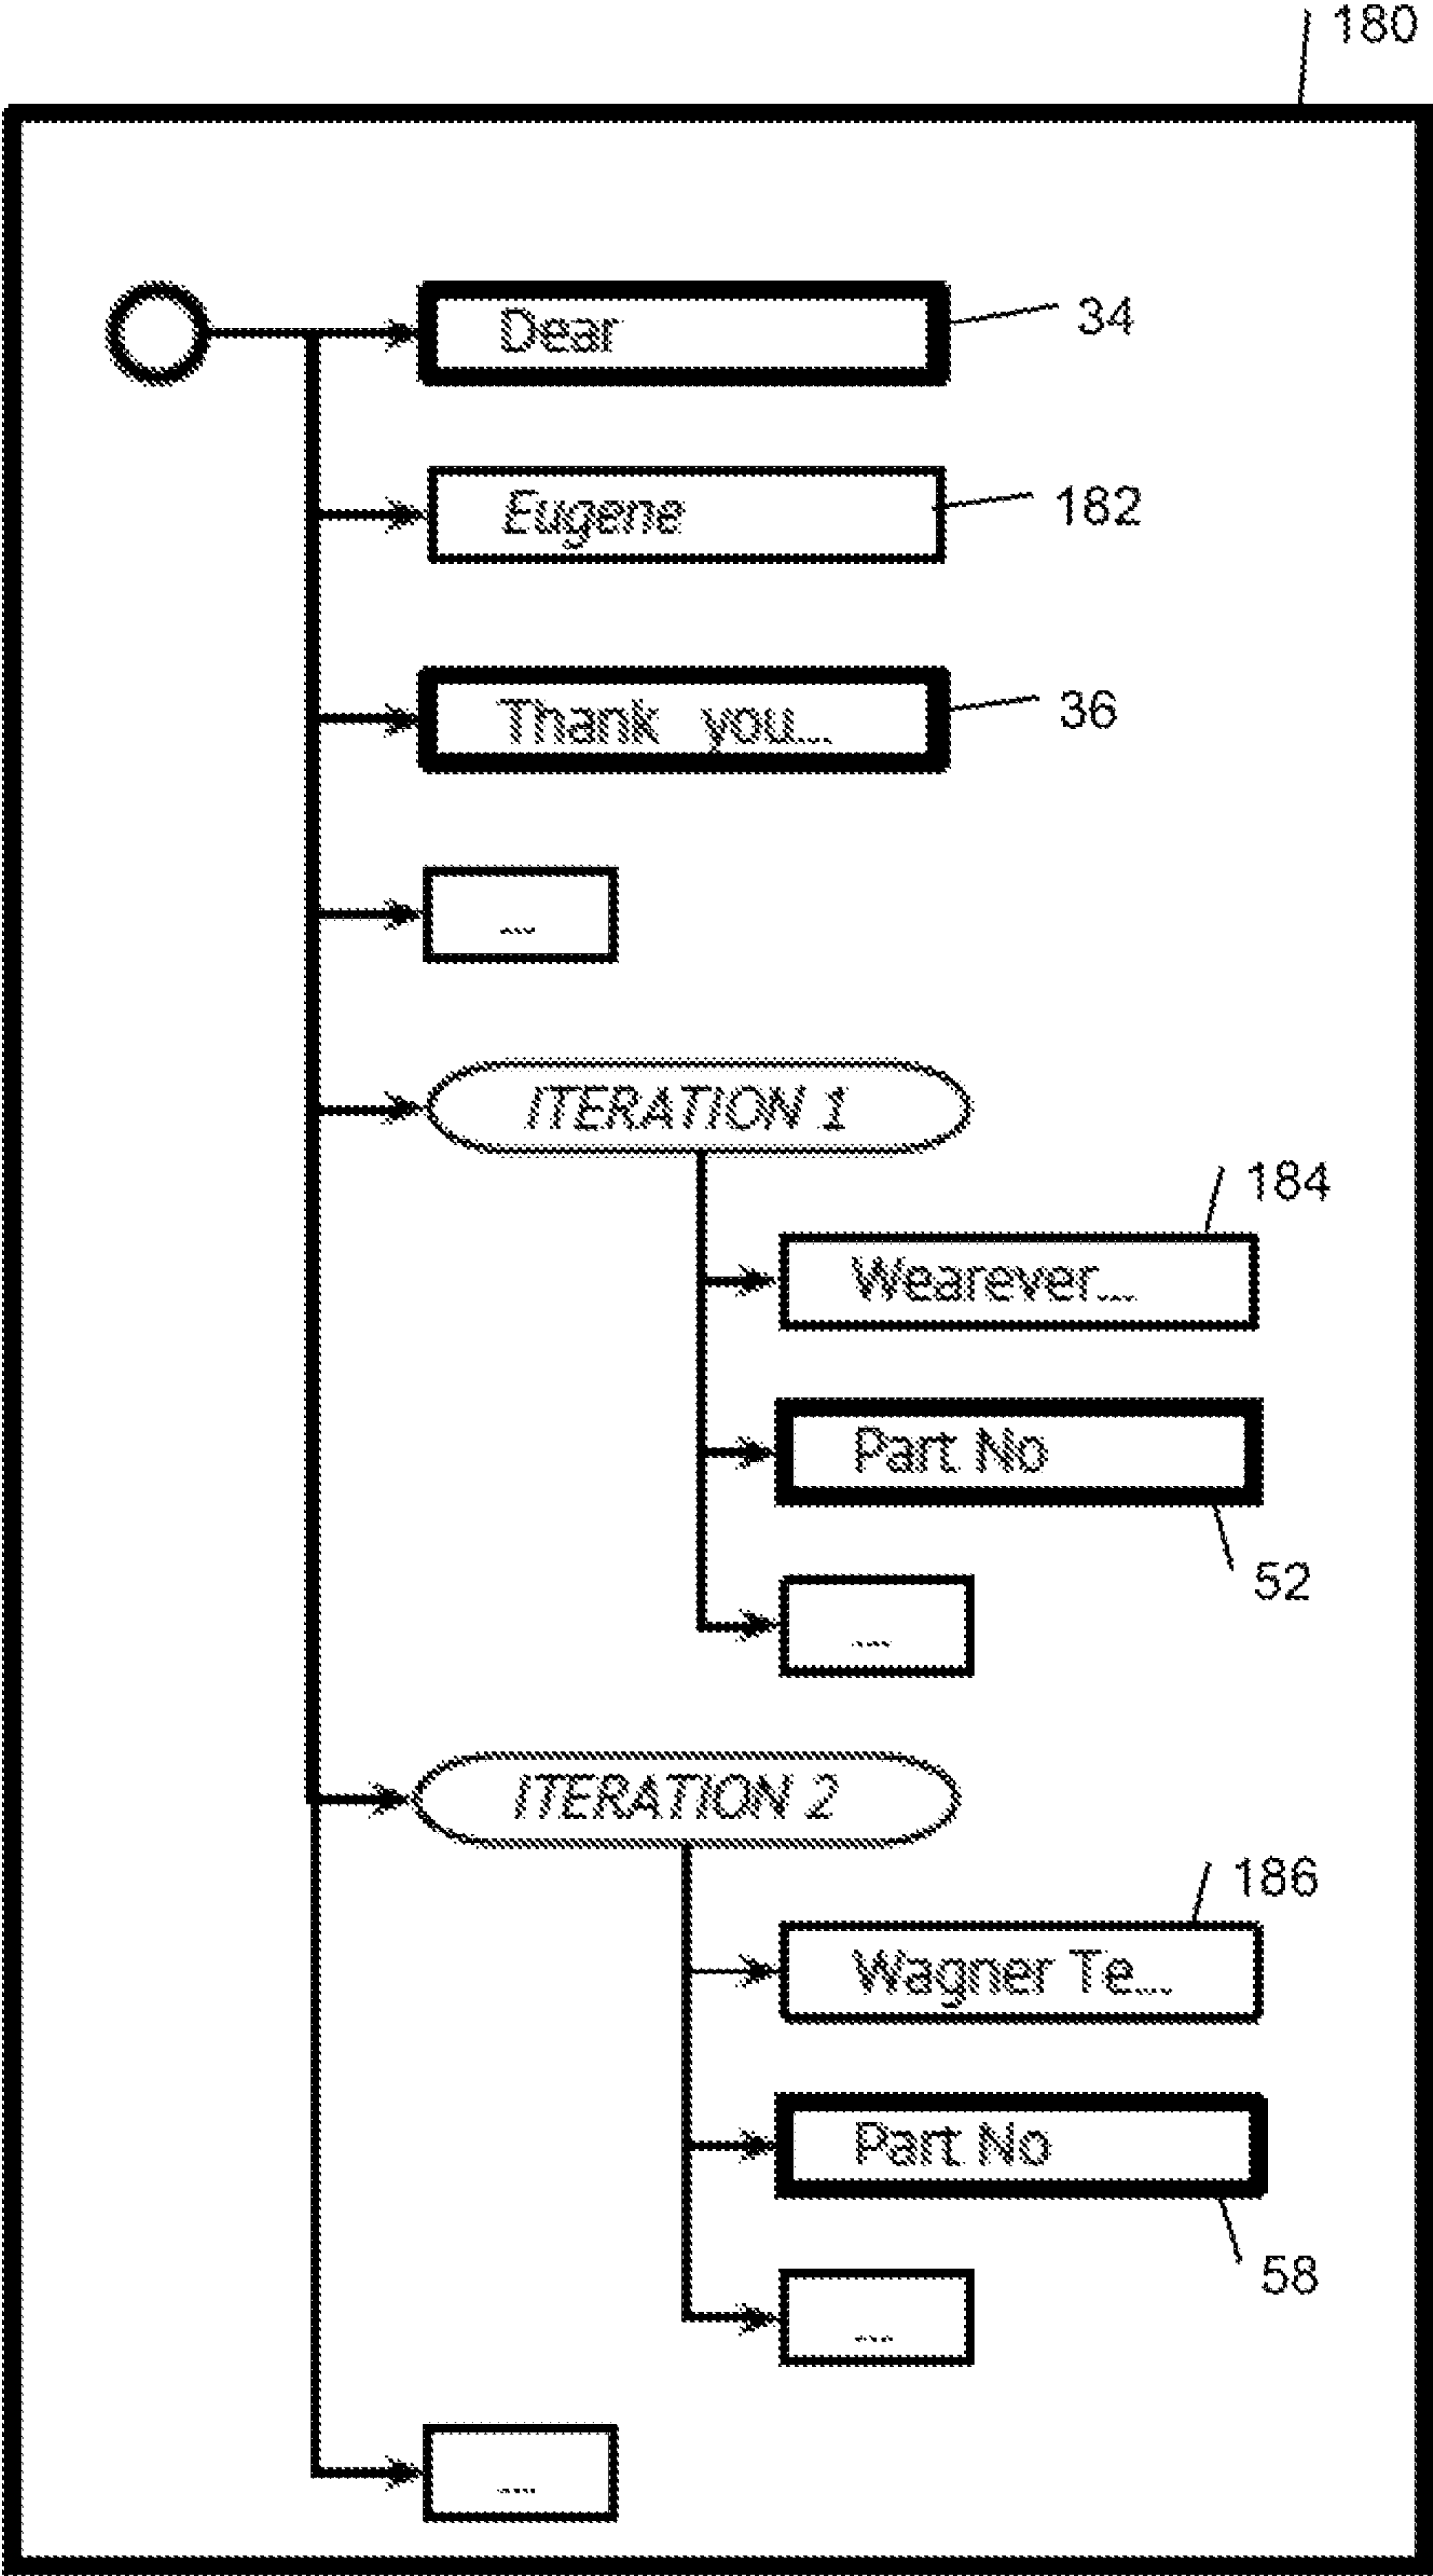 180
Dear
34
Eugene
182
Thank you...
36
...
ITERATION 1
184
Wearever...
Part No
52
...
ITERATION 2
186
Wagner Te...
Part No
58
...
...